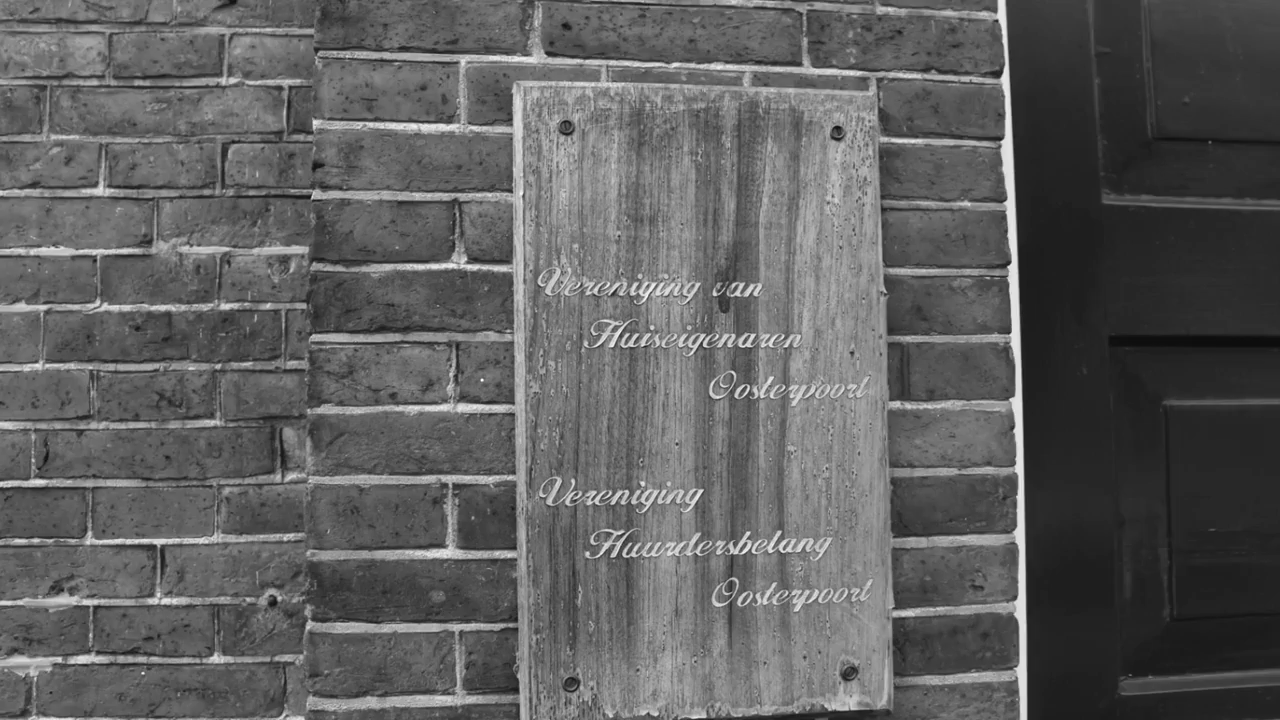 Vereniging van
Huiseigenaren
Oosterpoort
Vereniging
Huurdersbelang
Oosterpoort